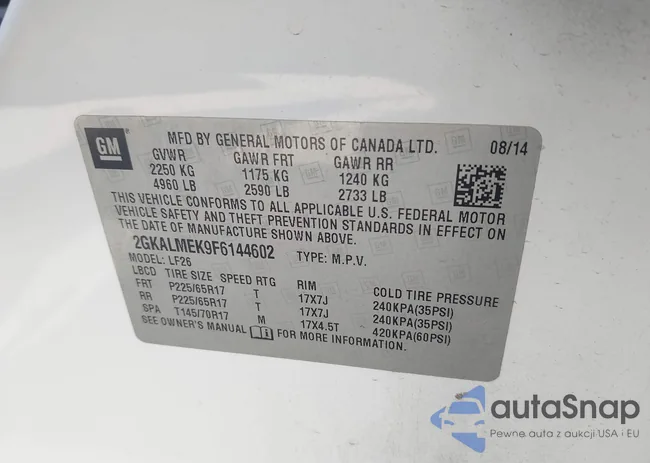 GM
MFD BY GENERAL MOTORS OF CANADA LTD. 08/14
GVWR GAWR FRT GAWR RR
2250 KG 1175 KG 1240 KG
4960 LB 2590 LB 2733 LB
THIS VEHICLE CONFORMS TO ALL APPLICABLE U.S. FEDERAL MOTOR
VEHICLE SAFETY AND THEFT PREVENTION STANDARDS IN EFFECT ON
THE DATE OF MANUFACTURE SHOWN ABOVE.
2GKALMEK9F6144602 TYPE: M.P.V.
MODEL: LF26
LBCD TIRE SIZE SPEED RTG RIM COLD TIRE PRESSURE
FRT P225/65R17 T 17X7J 240KPA(35PSI)
RR P225/65R17 T 17X7J 240KPA(35PSI)
SPA T145/70R17 M 17X4.5T 420KPA(60PSI)
SEE OWNER'S MANUAL FOR MORE INFORMATION.
autaSnap
Pewne auta z aukcji USA i EU